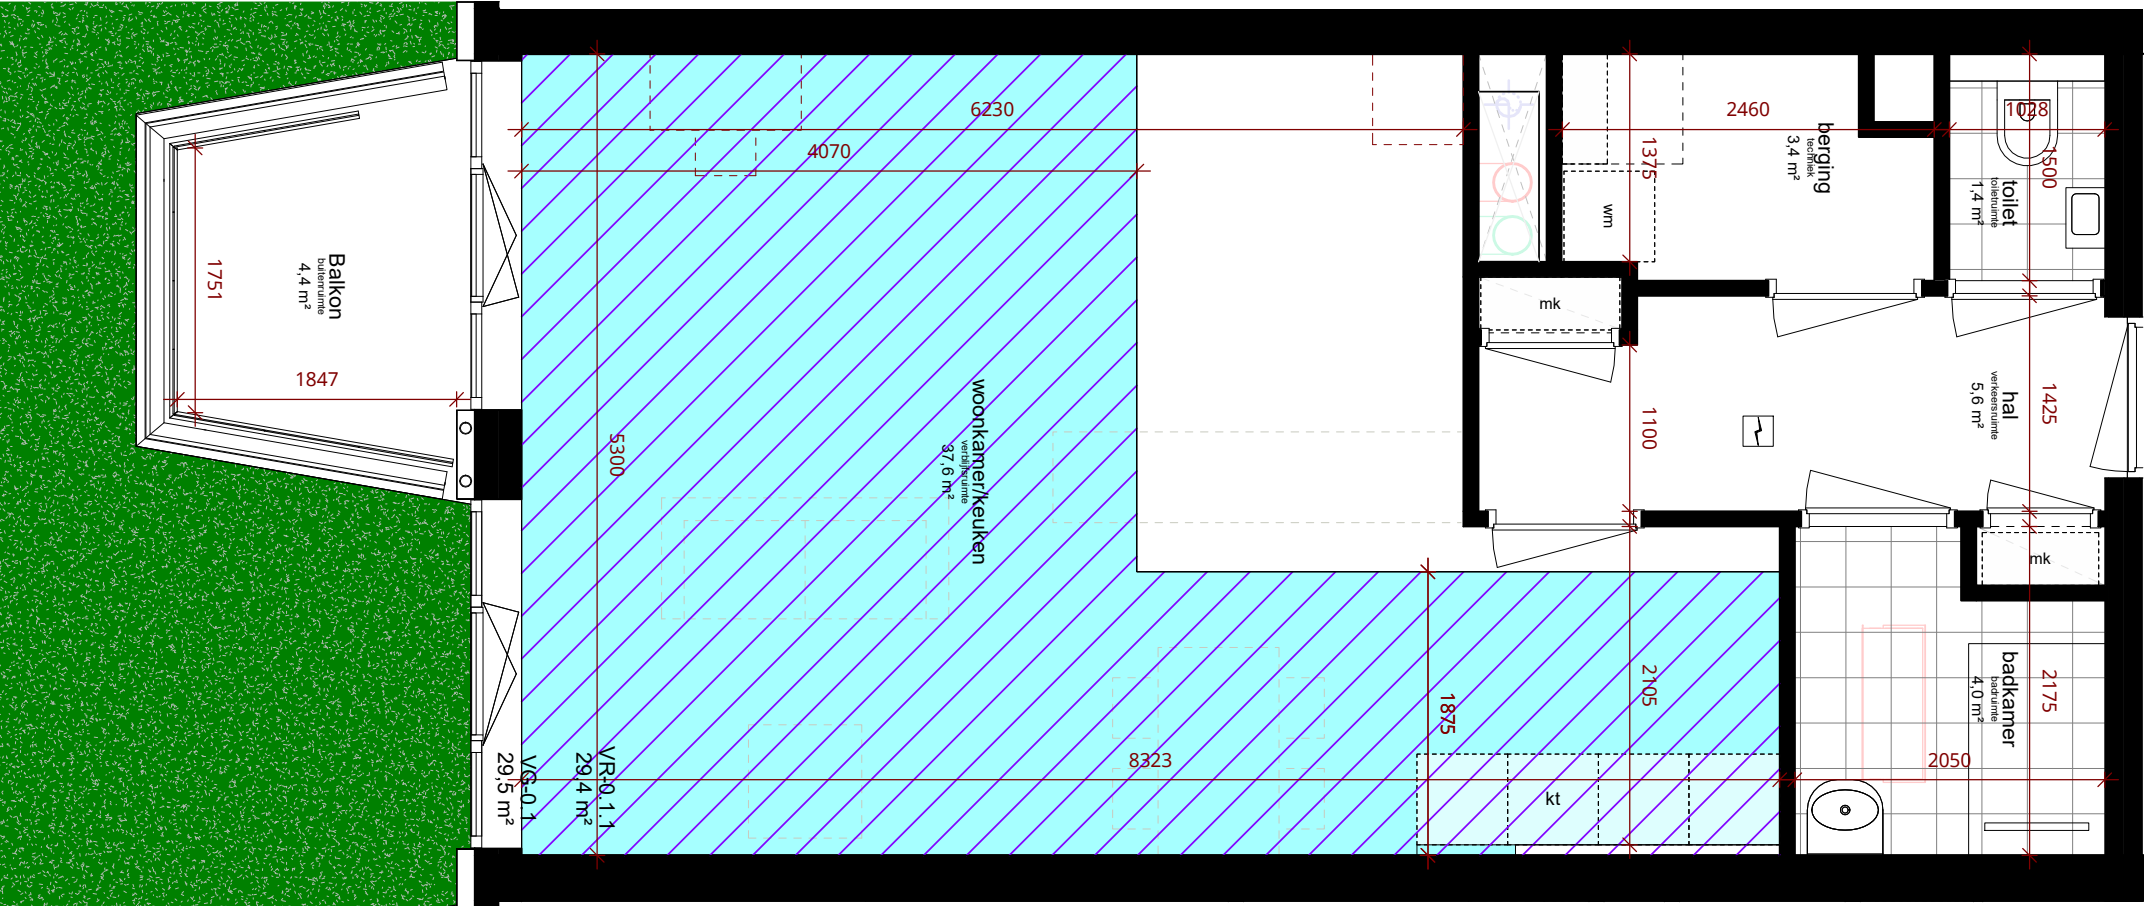 6230
4070
2460
1028
1375
1500
berging
techniek
3,4 m²
toilet
toiletruimte
1,4 m²
wm
Balkon
buitenruimte
4,4 m²
1751
1847
mk
5300
woonkamer/keuken
verblijfsruimte
37,6 m²
1100
hal
verkeersruimte
5,6 m²
1425
mk
1875
2105
badkamer
badruimte
4,0 m²
2175
8323
2050
kt
VG-0.1
29,5 m²
VR-0.1.1
29,4 m²